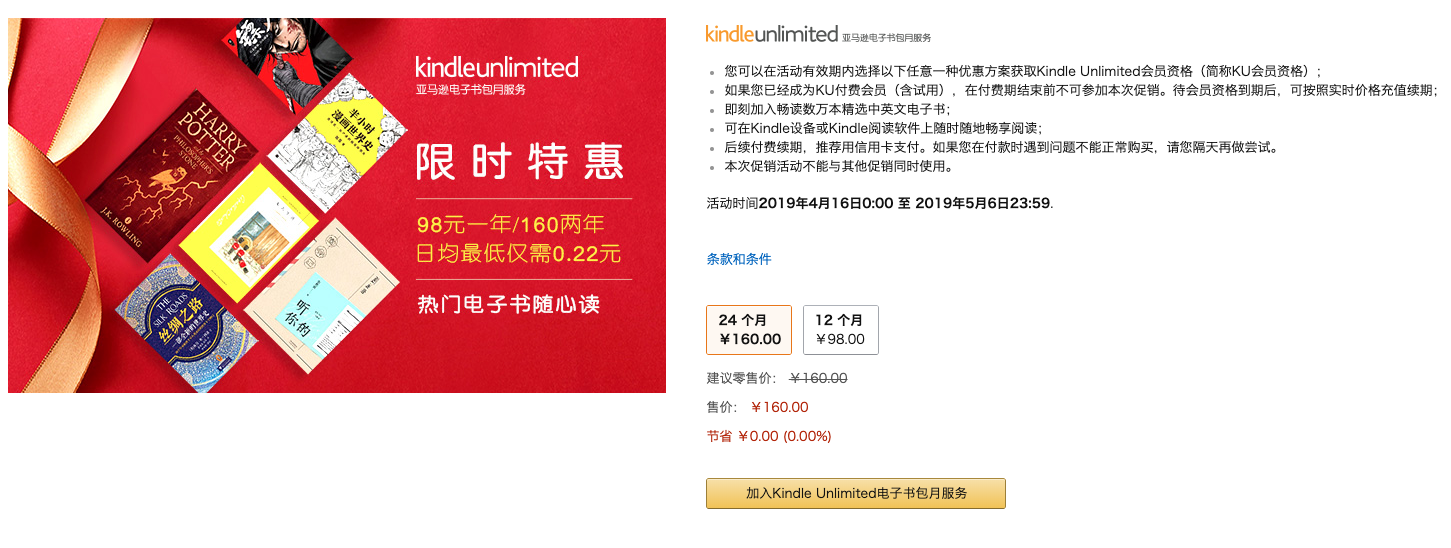 kindleunlimited
亚马逊电子书包月服务
限时特惠
98元一年/160两年
日均最低仅需0.22元
热门电子书随心读
HARRY
POTTER
PHILOSOPHER'S
STONE
J.K. ROWLING
半小时
漫画世界史
THE SILK ROADS
丝绸之路
一部全新的世界史
听
你的
kindleunlimited 亚马逊电子书包月服务
您可以在活动有效期内选择以下任意一种优惠方案获取Kindle Unlimited会员资格（简称KU会员资格）;
如果您已经成为KU付费会员（含试用），在付费期结束前不可参加本次促销。待会员资格到期后，可按照实时价格充值续期;
即刻加入畅读数万本精选中英文电子书;
可在Kindle设备或Kindle阅读软件上随时随地畅享阅读;
后续付费续期，推荐用信用卡支付。如果您在付款时遇到问题不能正常购买，请您隔天再做尝试。
本次促销活动不能与其他促销同时使用。
活动时间2019年4月16日0:00 至 2019年5月6日23:59.
条款和条件
24 个月 12 个月
￥160.00 ￥98.00
建议零售价： ￥160.00
售价： ￥160.00
节省 ￥0.00 (0.00%)
加入Kindle Unlimited电子书包月服务